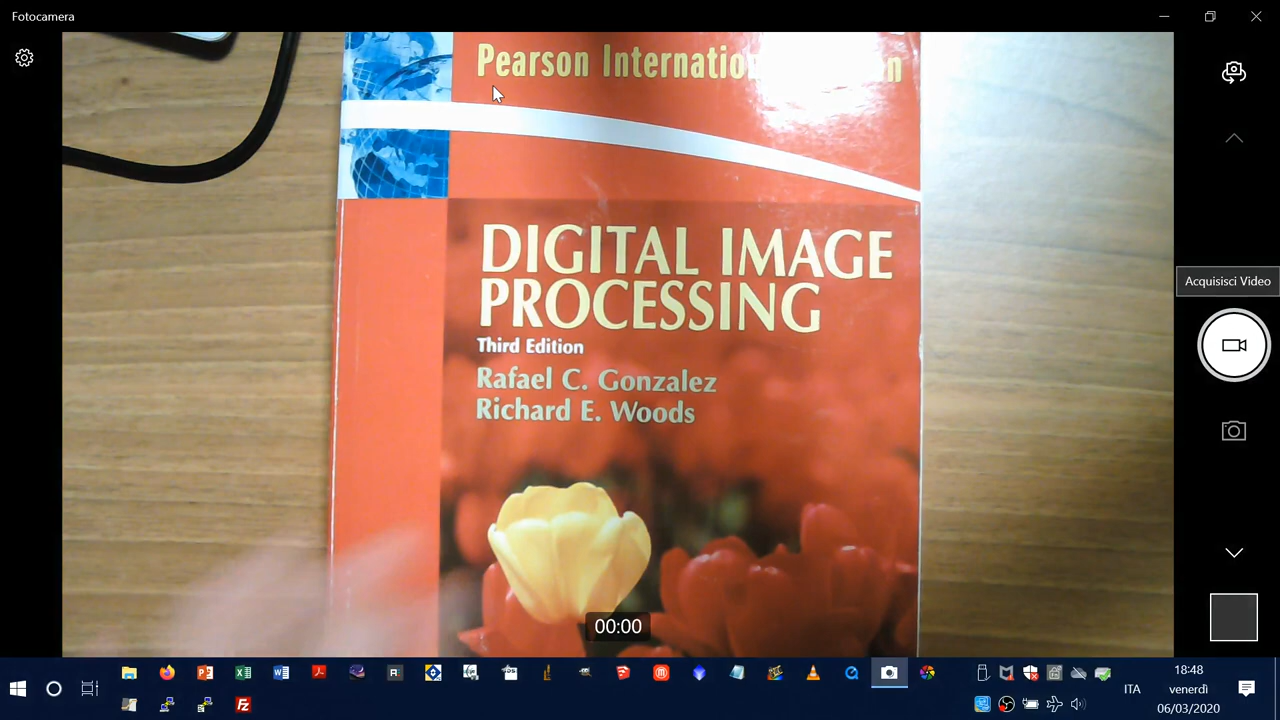 Fotocamera
Pearson Internatio n
DIGITAL IMAGE
PROCESSING
Third Edition
Rafael C. Gonzalez
Richard E. Woods
Acquisisci Video
00:00
ITA
18:48
venerdì
06/03/2020